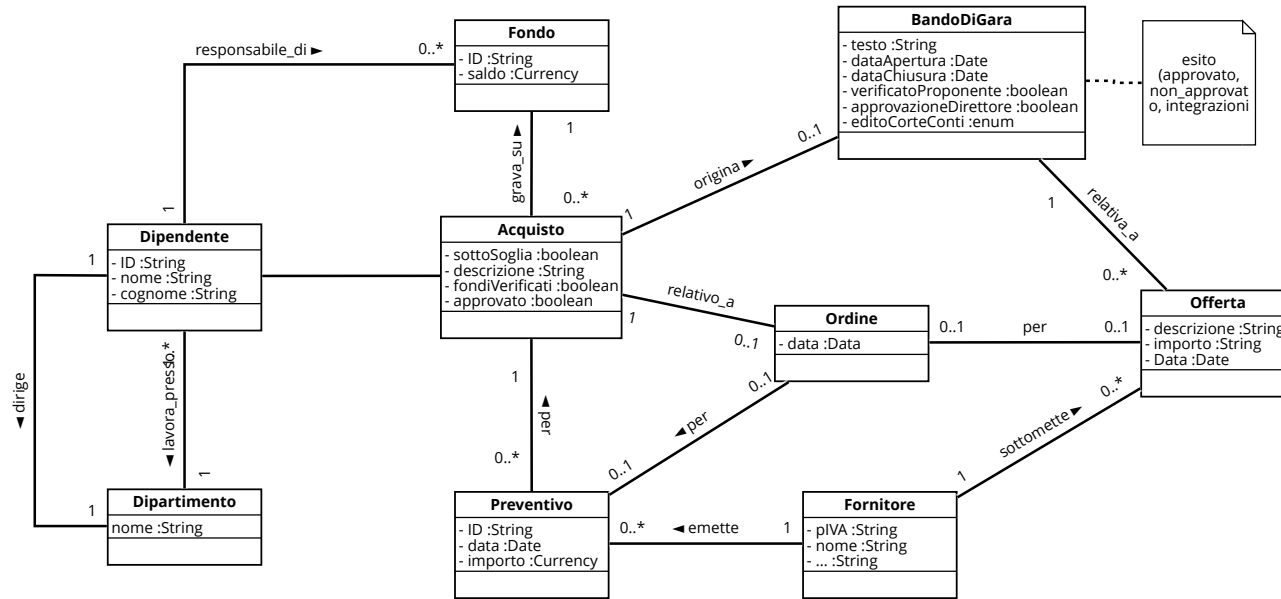 Fondo
- ID :String
- saldo :Currency
BandoDiGara
- testo :String
- dataApertura :Date
- dataChiusura :Date
- verificatoProponente :boolean
- approvazioneDirettore :boolean
- editoCorteConti :enum
esito
(approvato,
non_approvat
o, integrazioni
responsabile_di ►
0..*
1
1
grava_su ►
0..*
origina ►
1
0..1
relativa_a
1
0..*
Dipendente
- ID :String
- nome :String
- cognome :String
Acquisto
- sottoSoglia :boolean
- descrizione :String
- fondiVerificati :boolean
- approvato :boolean
relativo_a
1
0..1
Ordine
- data :Data
0..1
per
0..1
Offerta
- descrizione :String
- importo :String
- Data :Date
1
◄ dirige
1
1..*
◄ lavora_presso
1
1
◄ per
0..*
0..1
◄ per
0..1
0..*
sottomette ►
1
Dipartimento
nome :String
Preventivo
- ID :String
- data :Date
- importo :Currency
0..*
◄ emette
1
Fornitore
- pIVA :String
- nome :String
- ... :String